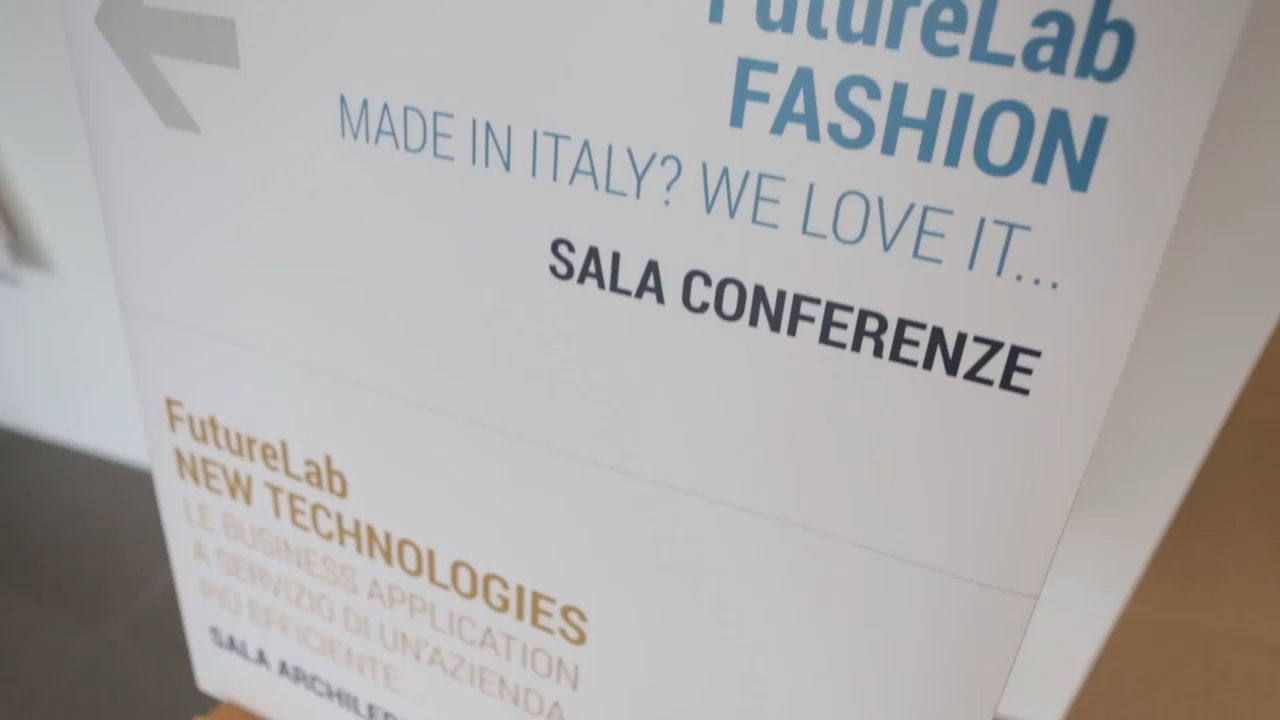 FutureLab
FASHION
MADE IN ITALY? WE LOVE IT...
SALA CONFERENZE
FutureLab
NEW TECHNOLOGIES
LE BUSINESS APPLICATION
A SERVIZIO DI UN'AZIENDA
PIÙ EFFICIENTE...
SALA